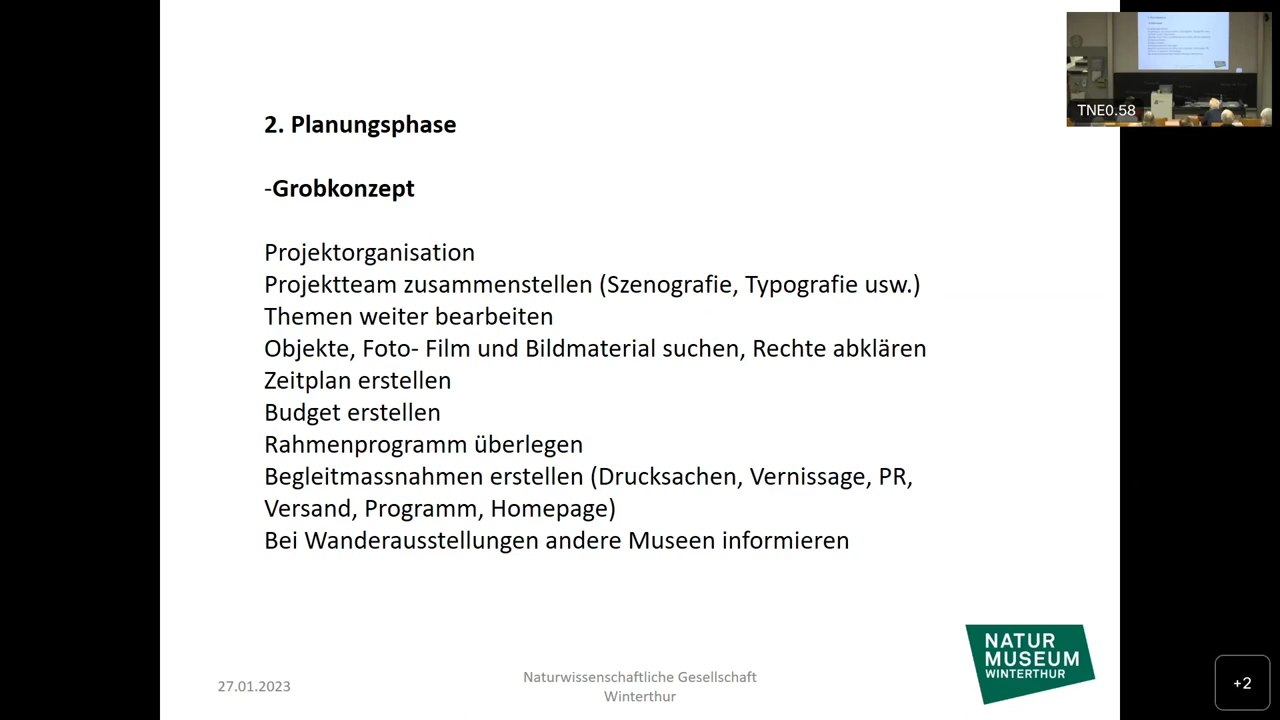 2. Planungsphase
-Grobkonzept
Projektorganisation
Projektteam zusammenstellen (Szenografie, Typografie usw.)
Themen weiter bearbeiten
Objekte, Foto- Film und Bildmaterial suchen, Rechte abklären
Zeitplan erstellen
Budget erstellen
Rahmenprogramm überlegen
Begleitmassnahmen erstellen (Drucksachen, Vernissage, PR,
Versand, Programm, Homepage)
Bei Wanderausstellungen andere Museen informieren
27.01.2023
Naturwissenschaftliche Gesellschaft
Winterthur
NATUR
MUSEUM
WINTERTHUR
TNE0.58
+2